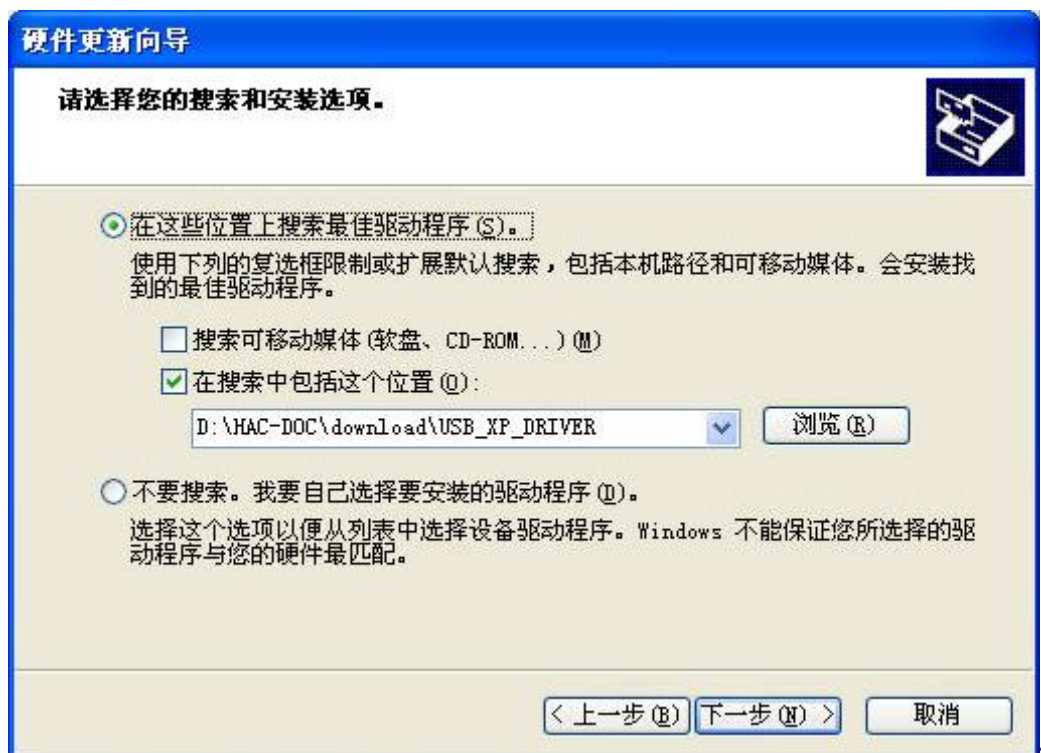 硬件更新向导
请选择您的搜索和安装选项。
在这些位置上搜索最佳驱动程序(S)。
使用下列的复选框限制或扩展默认搜索，包括本机路径和可移动媒体。会安装找
到的最佳驱动程序。
搜索可移动媒体(软盘、CD-ROM...)(M)
在搜索中包括这个位置(O):
D:\HAC-DOC\download\USB_XP_DRIVER
浏览(R)
不要搜索。我要自己选择要安装的驱动程序(D)。
选择这个选项以便从列表中选择设备驱动程序。Windows 不能保证您所选择的驱
动程序与您的硬件最匹配。
< 上一步(B) 下一步(N) > 取消